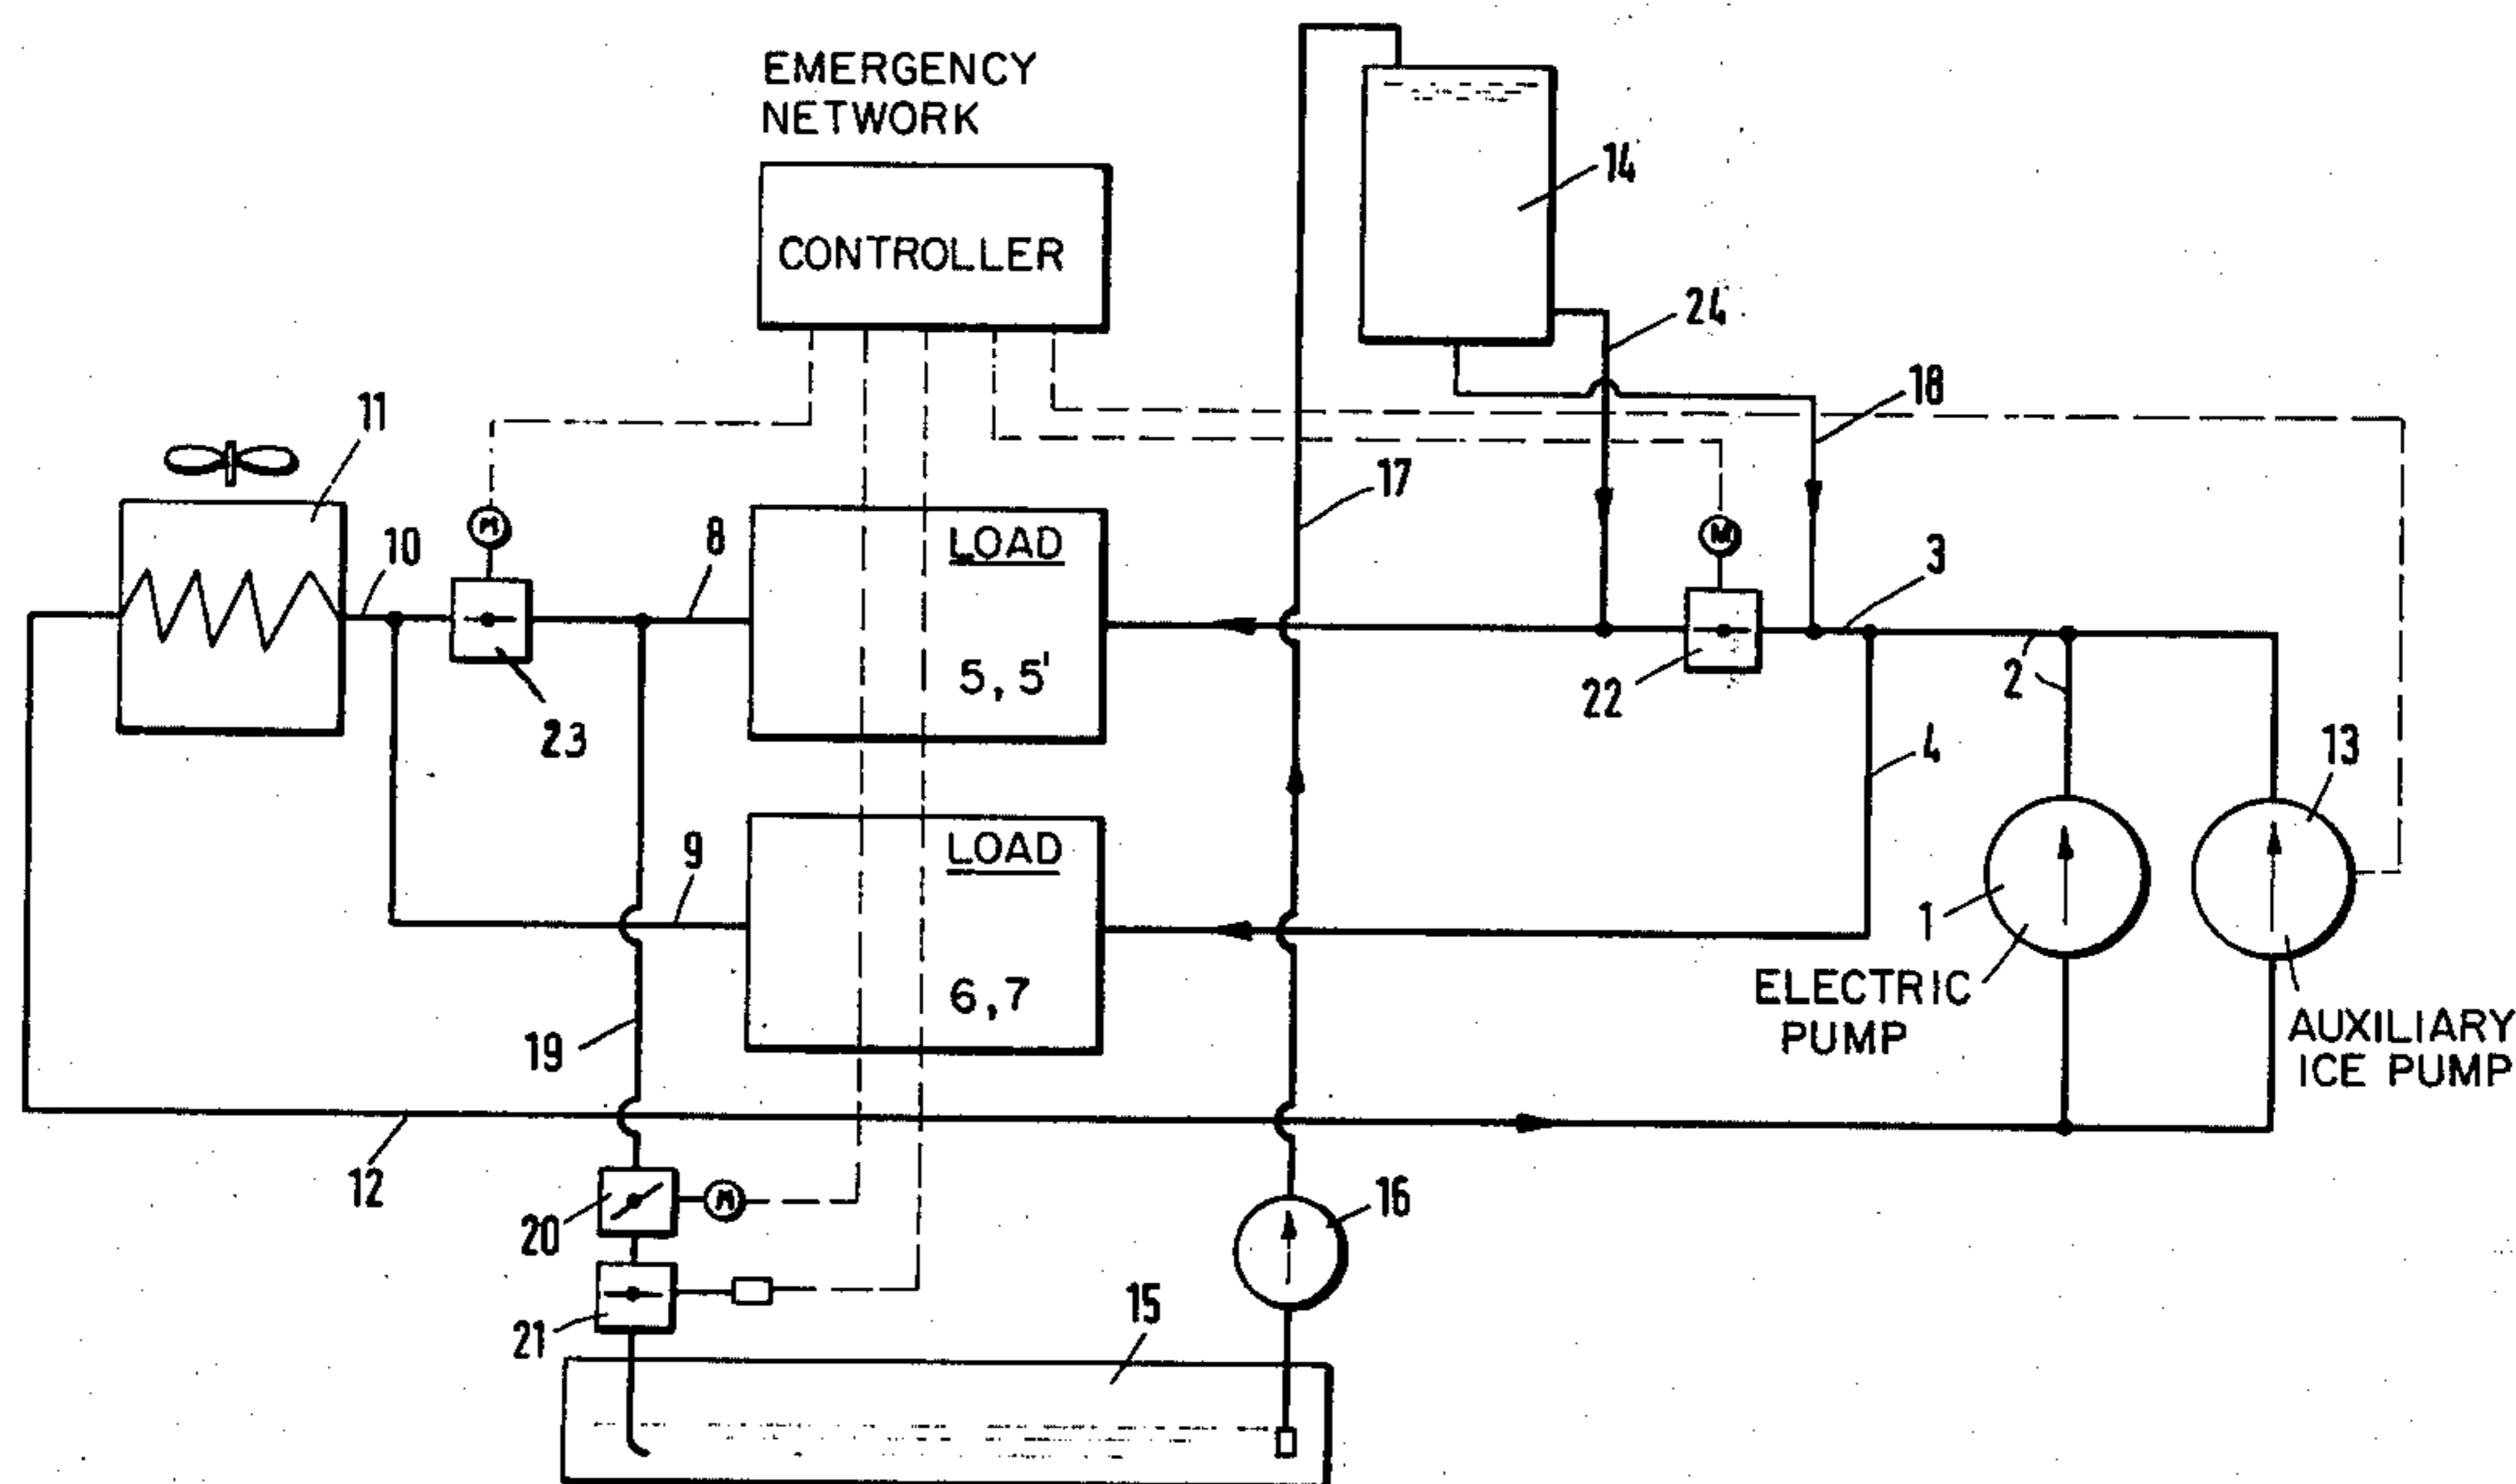 EMERGENCY
NETWORK
CONTROLLER
14
24
18
11
17
10
M
8
LOAD
5, 5'
M
3
22
2
23
4
13
9
LOAD
6, 7
1
ELECTRIC
PUMP
AUXILIARY
ICE PUMP
19
12
20
M
16
21
15